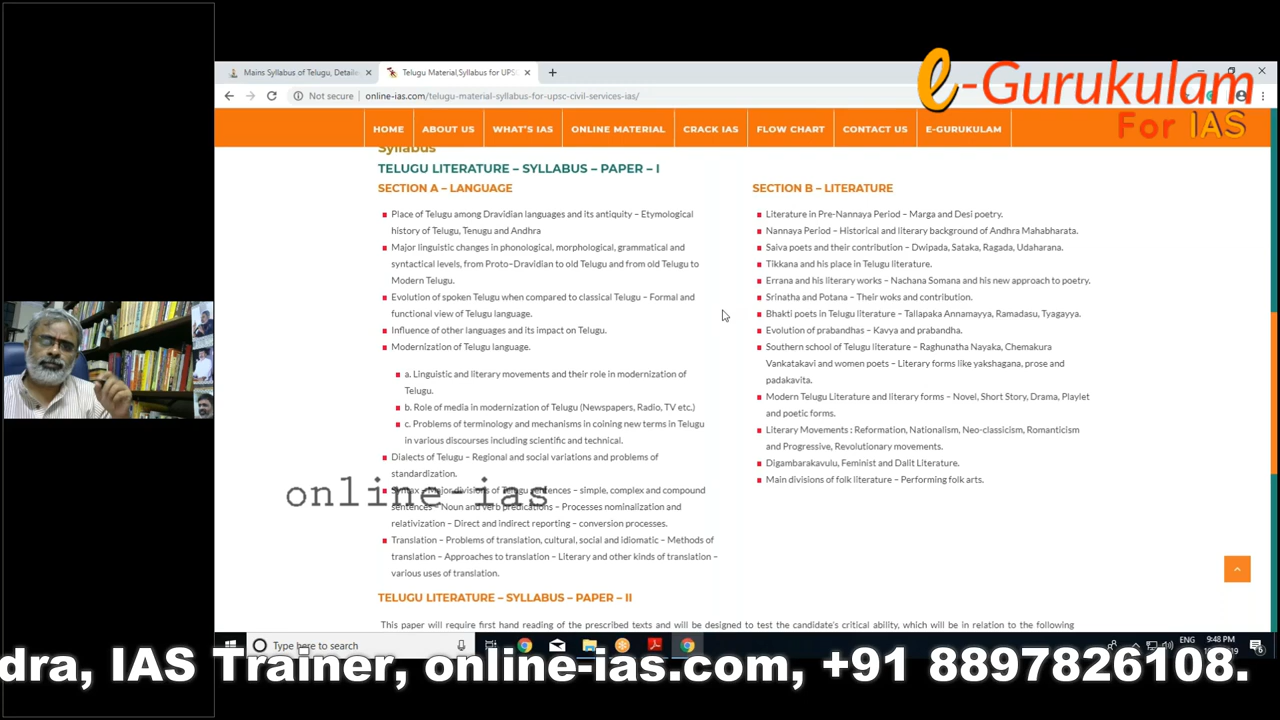 e-Gurukulam
For IAS
Mains Syllabus of Telugu, Detaile
Telugu Material,Syllabus for UPSC
Not secure
online-ias.com/telugu-material-syllabus-for-upsc-civil-services-ias/
HOME
ABOUT US
WHAT'S IAS
ONLINE MATERIAL
CRACK IAS
FLOW CHART
CONTACT US
E-GURUKULAM
Syllabus
TELUGU LITERATURE – SYLLABUS – PAPER – I
SECTION A – LANGUAGE
Place of Telugu among Dravidian languages and its antiquity – Etymological
history of Telugu, Tenugu and Andhra
Major linguistic changes in phonological, morphological, grammatical and
syntactical levels, from Proto–Dravidian to old Telugu and from old Telugu to
Modern Telugu.
Evolution of spoken Telugu when compared to classical Telugu – Formal and
functional view of Telugu language.
Influence of other languages and its impact on Telugu.
Modernization of Telugu language.
a. Linguistic and literary movements and their role in modernization of
Telugu.
b. Role of media in modernization of Telugu (Newspapers, Radio, TV etc.)
c. Problems of terminology and mechanisms in coining new terms in Telugu
in various discourses including scientific and technical.
Dialects of Telugu – Regional and social variations and problems of
standardization.
Syntax – Major divisions of Telugu sentences – simple, complex and compound
sentences – Noun and verb predications – Processes nominalization and
relativization – Direct and indirect reporting – conversion processes.
Translation – Problems of translation, cultural, social and idiomatic – Methods of
translation – Approaches to translation – Literary and other kinds of translation –
various uses of translation.
SECTION B – LITERATURE
Literature in Pre-Nannaya Period – Marga and Desi poetry.
Nannaya Period – Historical and literary background of Andhra Mahabharata.
Saiva poets and their contribution – Dwipada, Sataka, Ragada, Udaharana.
Tikkana and his place in Telugu literature.
Errana and his literary works – Nachana Somana and his new approach to poetry.
Srinatha and Potana – Their woks and contribution.
Bhakti poets in Telugu literature – Tallapaka Annamayya, Ramadasu, Tyagayya.
Evolution of prabandhas – Kavya and prabandha.
Southern school of Telugu literature – Raghunatha Nayaka, Chemakura
Vankatakavi and women poets – Literary forms like yakshagana, prose and
padakavita.
Modern Telugu Literature and literary forms – Novel, Short Story, Drama, Playlet
and poetic forms.
Literary Movements : Reformation, Nationalism, Neo-classicism, Romanticism
and Progressive, Revolutionary movements.
Digambarakavulu, Feminist and Dalit Literature.
Main divisions of folk literature – Performing folk arts.
online-ias
TELUGU LITERATURE – SYLLABUS – PAPER – II
This paper will require first hand reading of the prescribed texts and will be designed to test the candidate's critical ability, which will be in relation to the following
Type here to search
ENG
9:48 PM
dra, IAS Trainer, online-ias.com, +91 8897826108.